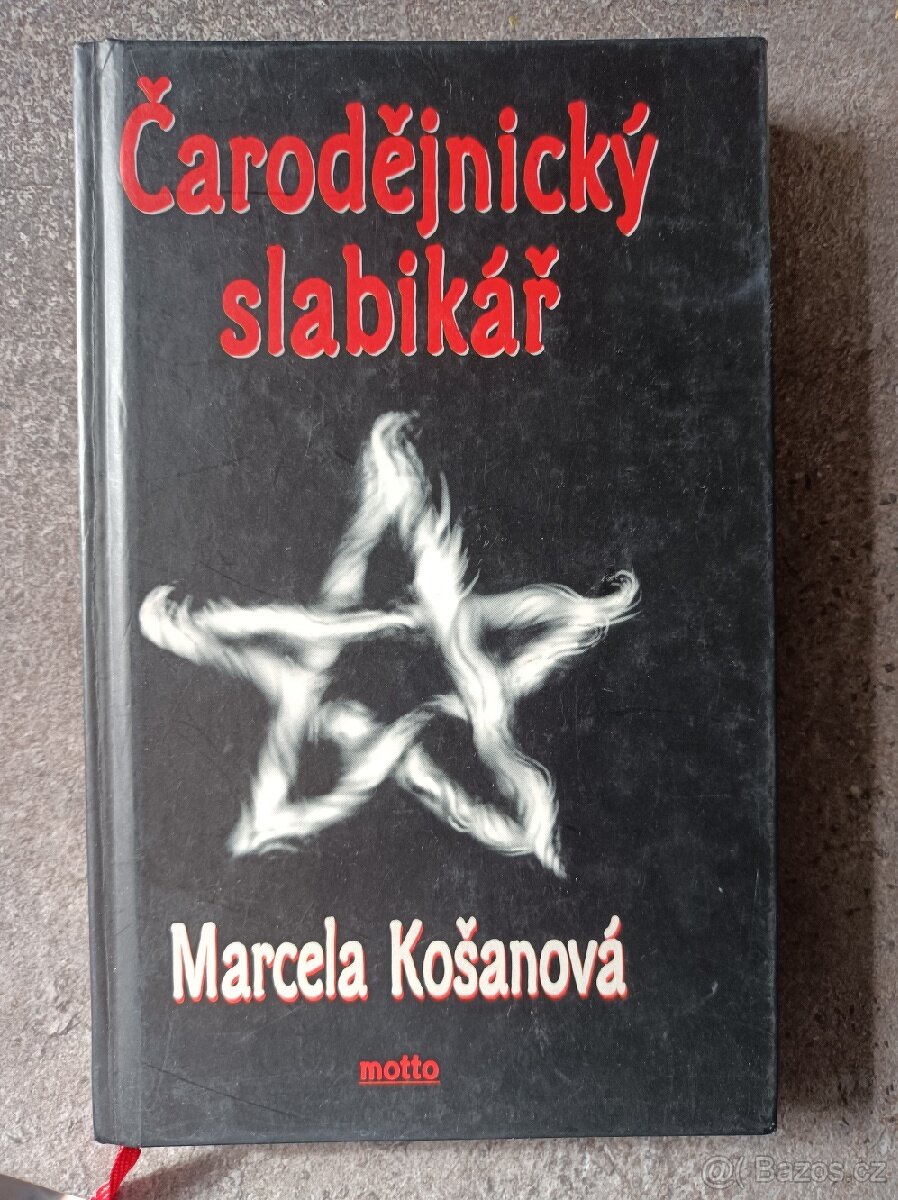 Čarodějnický
slabikář
Marcela Košanová
motto
@( Bazos.cz